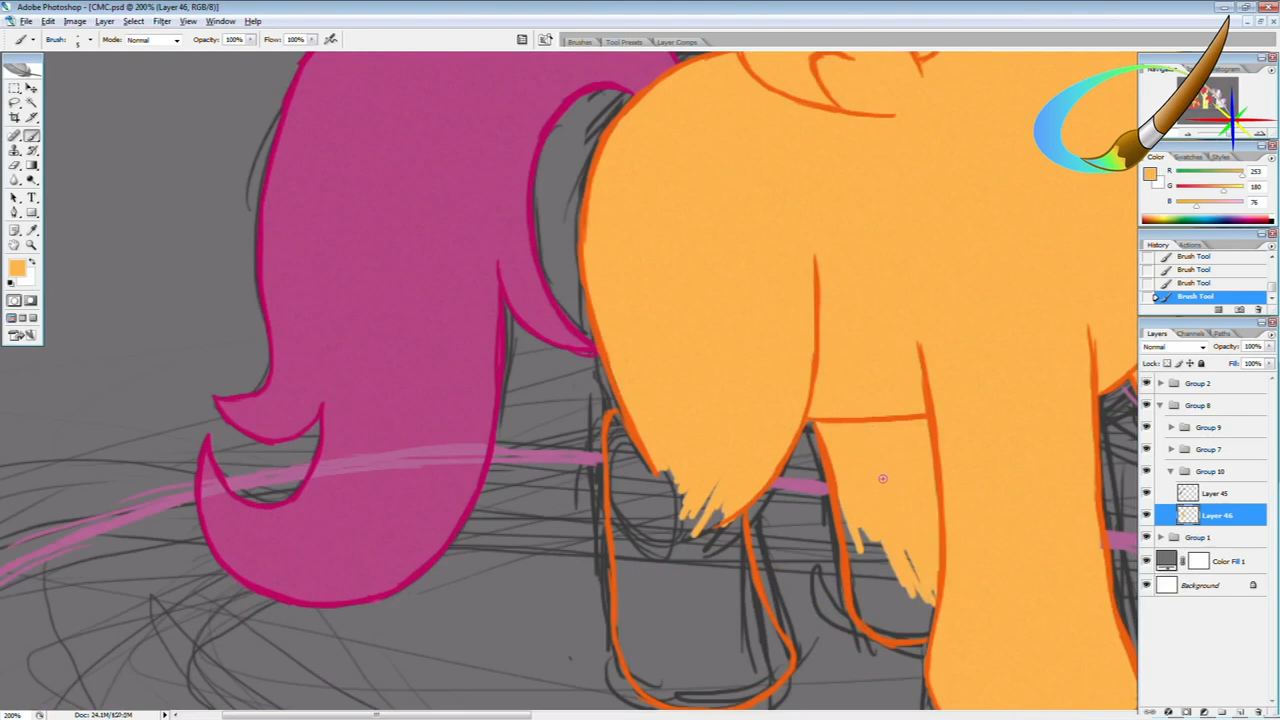 Adobe Photoshop - [CMC.psd @ 200% (Layer 46, RGB/8)]
File Edit Image Layer Select Filter View Window Help
Brush: 5 Mode: Normal Opacity: 100% Flow: 100% Brushes Tool Presets Layer Comps
Color Swatches Styles
R 253
G 180
B 76
History Actions
Brush Tool
Brush Tool
Brush Tool
Brush Tool
Layers Channels Paths
Normal Opacity: 100%
Lock: Fill: 100%
Group 2
Group 8
Group 9
Group 7
Group 10
Layer 45
Layer 46
Group 1
Color Fill 1
Background
200% Doc: 24.1M/